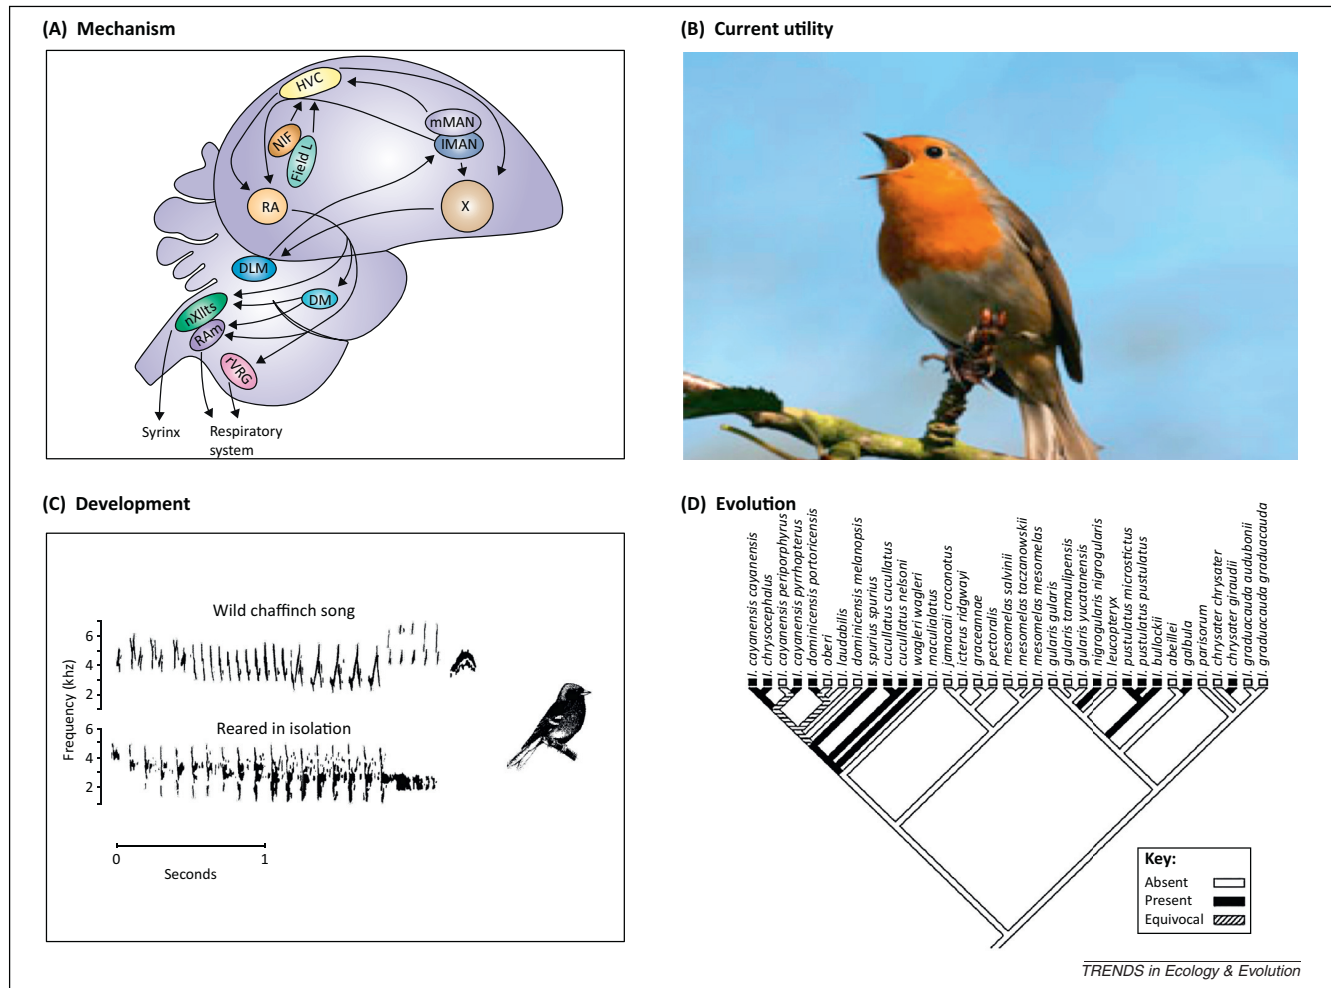 (A) Mechanism
HVC
NIF
Field L
mMAN
lMAN
RA
X
DLM
DM
nXIIts
RAm
rVRG
Syrinx
Respiratory
system
(B) Current utility
(C) Development
Wild chaffinch song
6
4
2
Frequency (khz)
Reared in isolation
6
4
2
0
1
Seconds
(D) Evolution
I. cayanensis cayanensis
I. chrysocephalus
I. cayanensis periporphyrus
I. cayanensis pyrrhopterus
I. dominicensis portoricensis
I. oberi
I. laudabilis
I. dominicensis melanopsis
I. spurius spurius
I. cucullatus cucullatus
I. cucullatus nelsoni
I. wagleri wagleri
I. maculialatus
I. jamacaii croconotus
I. icterus ridgwayi
I. graceannae
I. pectoralis
I. mesomelas salvinii
I. mesomelas taczanowskii
I. mesomelas mesomelas
I. gularis gularis
I. gularis tamaulipensis
I. gularis yucatanensis
I. nigrogularis nigrogularis
I. leucopteryx
I. pustulatus microstictus
I. pustulatus pustulatus
I. bullockii
I. abeillei
I. galbula
I. parisorum
I. chrysater chrysater
I. chrysater giraudii
I. graduacauda audubonii
I. graduacauda graduacauda
Key:
Absent
Present
Equivocal
TRENDS in Ecology & Evolution